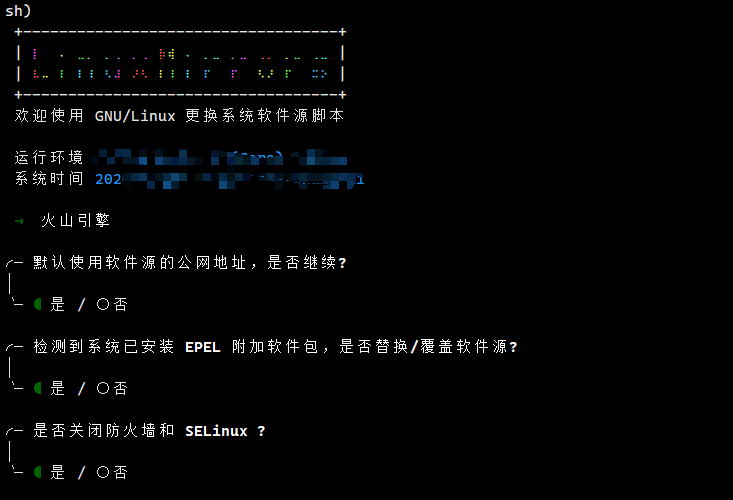 sh)
欢迎使用 GNU/Linux 更换系统软件源脚本
运行环境
系统时间 202
→ 火山引擎
默认使用软件源的公网地址，是否继续?
是 / 〇否
检测到系统已安装 EPEL 附加软件包，是否替换/覆盖软件源?
是 / 〇否
是否关闭防火墙和 SELinux ?
是 / 〇否